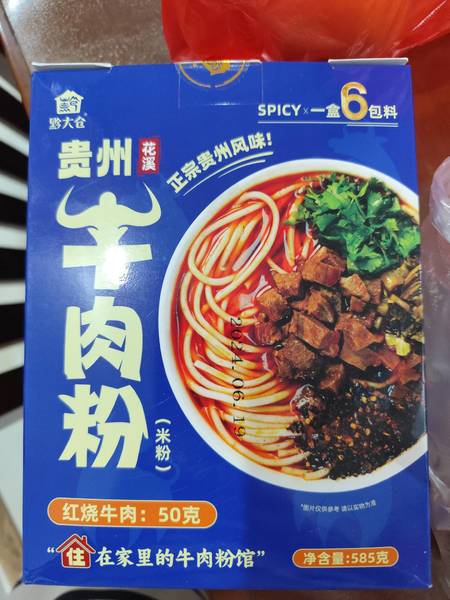 黔大仓
SPICY × 一盒6包料
贵州
花溪
正宗贵州风味!
牛肉粉
(米粉)
2024.06.19
*图片仅供参考 请以实物为准
红烧牛肉：50克
“住在家里的牛肉粉馆”
净含量:585克